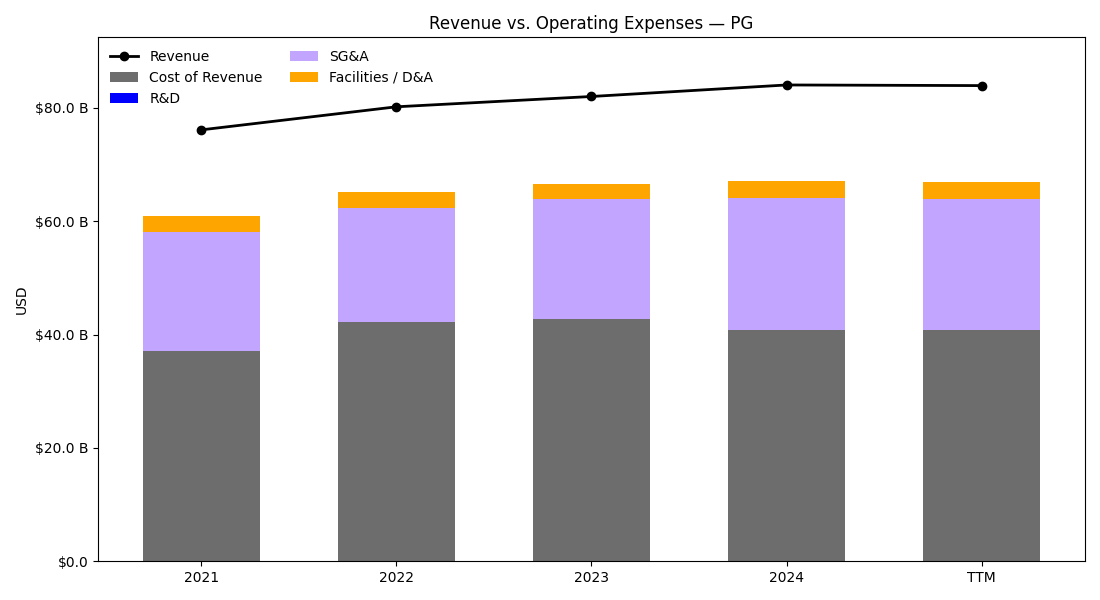 Revenue vs. Operating Expenses — PG
Revenue
Cost of Revenue
R&D
SG&A
Facilities / D&A
$80.0 B
$60.0 B
$40.0 B
$20.0 B
$0.0
USD
2021
2022
2023
2024
TTM